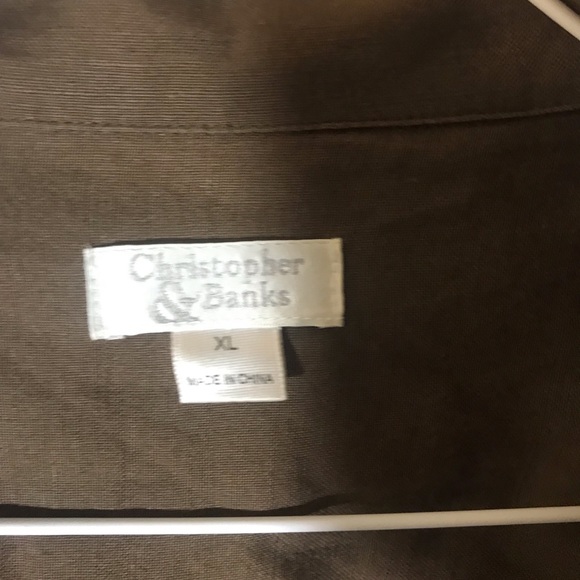 Christopher
& Banks
XL
MADE IN CHINA